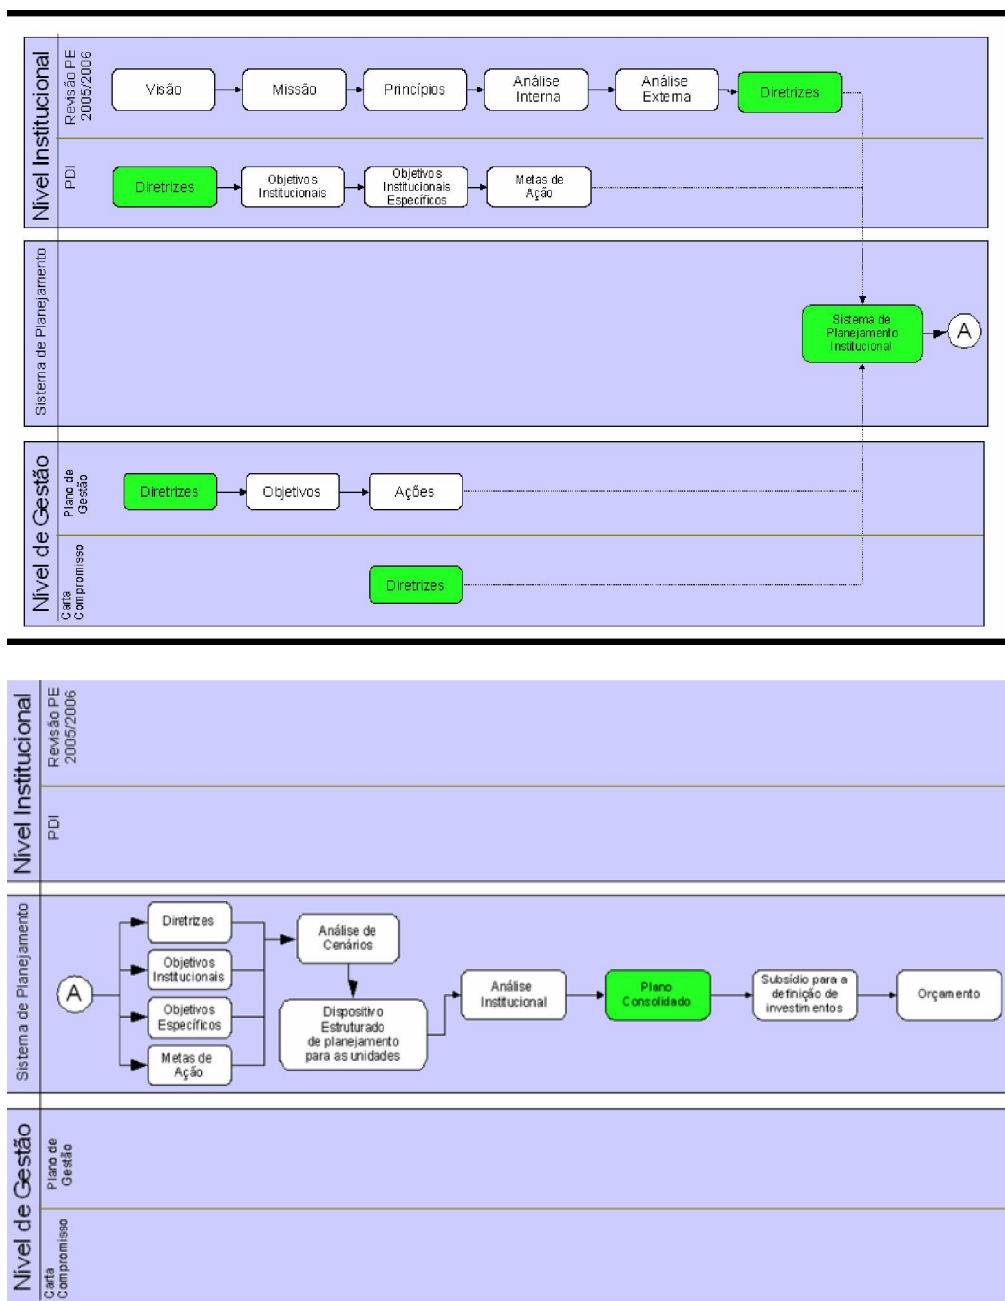 Nível Institucional
Revisão PE
2005/2006
Visão
Missão
Princípios
Análise
Interna
Análise
Externa
Diretrizes
PDI
Diretrizes
Objetivos
Institucionais
Objetivos
Institucionais
Específicos
Metas de
Ação
Sistema de Planejamento
Sistema de
Planejamento
Institucional
A
Nível de Gestão
Plano de
Gestão
Diretrizes
Objetivos
Ações
Carta
Compromisso
Diretrizes
Nível Institucional
Revisão PE
2005/2006
PDI
Sistema de Planejamento
A
Diretrizes
Objetivos
Institucionais
Objetivos
Específicos
Metas de
Ação
Análise de
Cenários
Dispositivo
Estruturado
de planejamento
para as unidades
Análise
Institucional
Plano
Consolidado
Subsídio para a
definição de
investimentos
Orçamento
Nível de Gestão
Plano de
Gestão
Carta
Compromisso